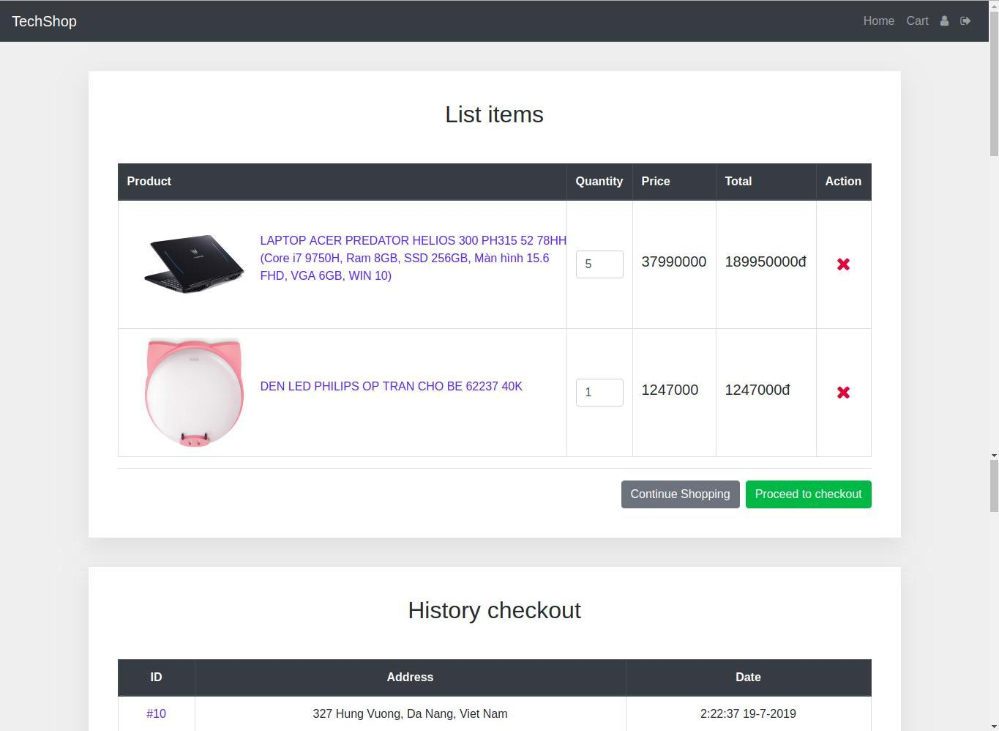 TechShop
Home Cart
List items
Product Quantity Price Total Action
LAPTOP ACER PREDATOR HELIOS 300 PH315 52 78HH
(Core i7 9750H, Ram 8GB, SSD 256GB, Màn hình 15.6
FHD, VGA 6GB, WIN 10)
5 37990000 189950000đ
DEN LED PHILIPS OP TRAN CHO BE 62237 40K
1 1247000 1247000đ
Continue Shopping Proceed to checkout
History checkout
ID Address Date
#10 327 Hung Vuong, Da Nang, Viet Nam 2:22:37 19-7-2019